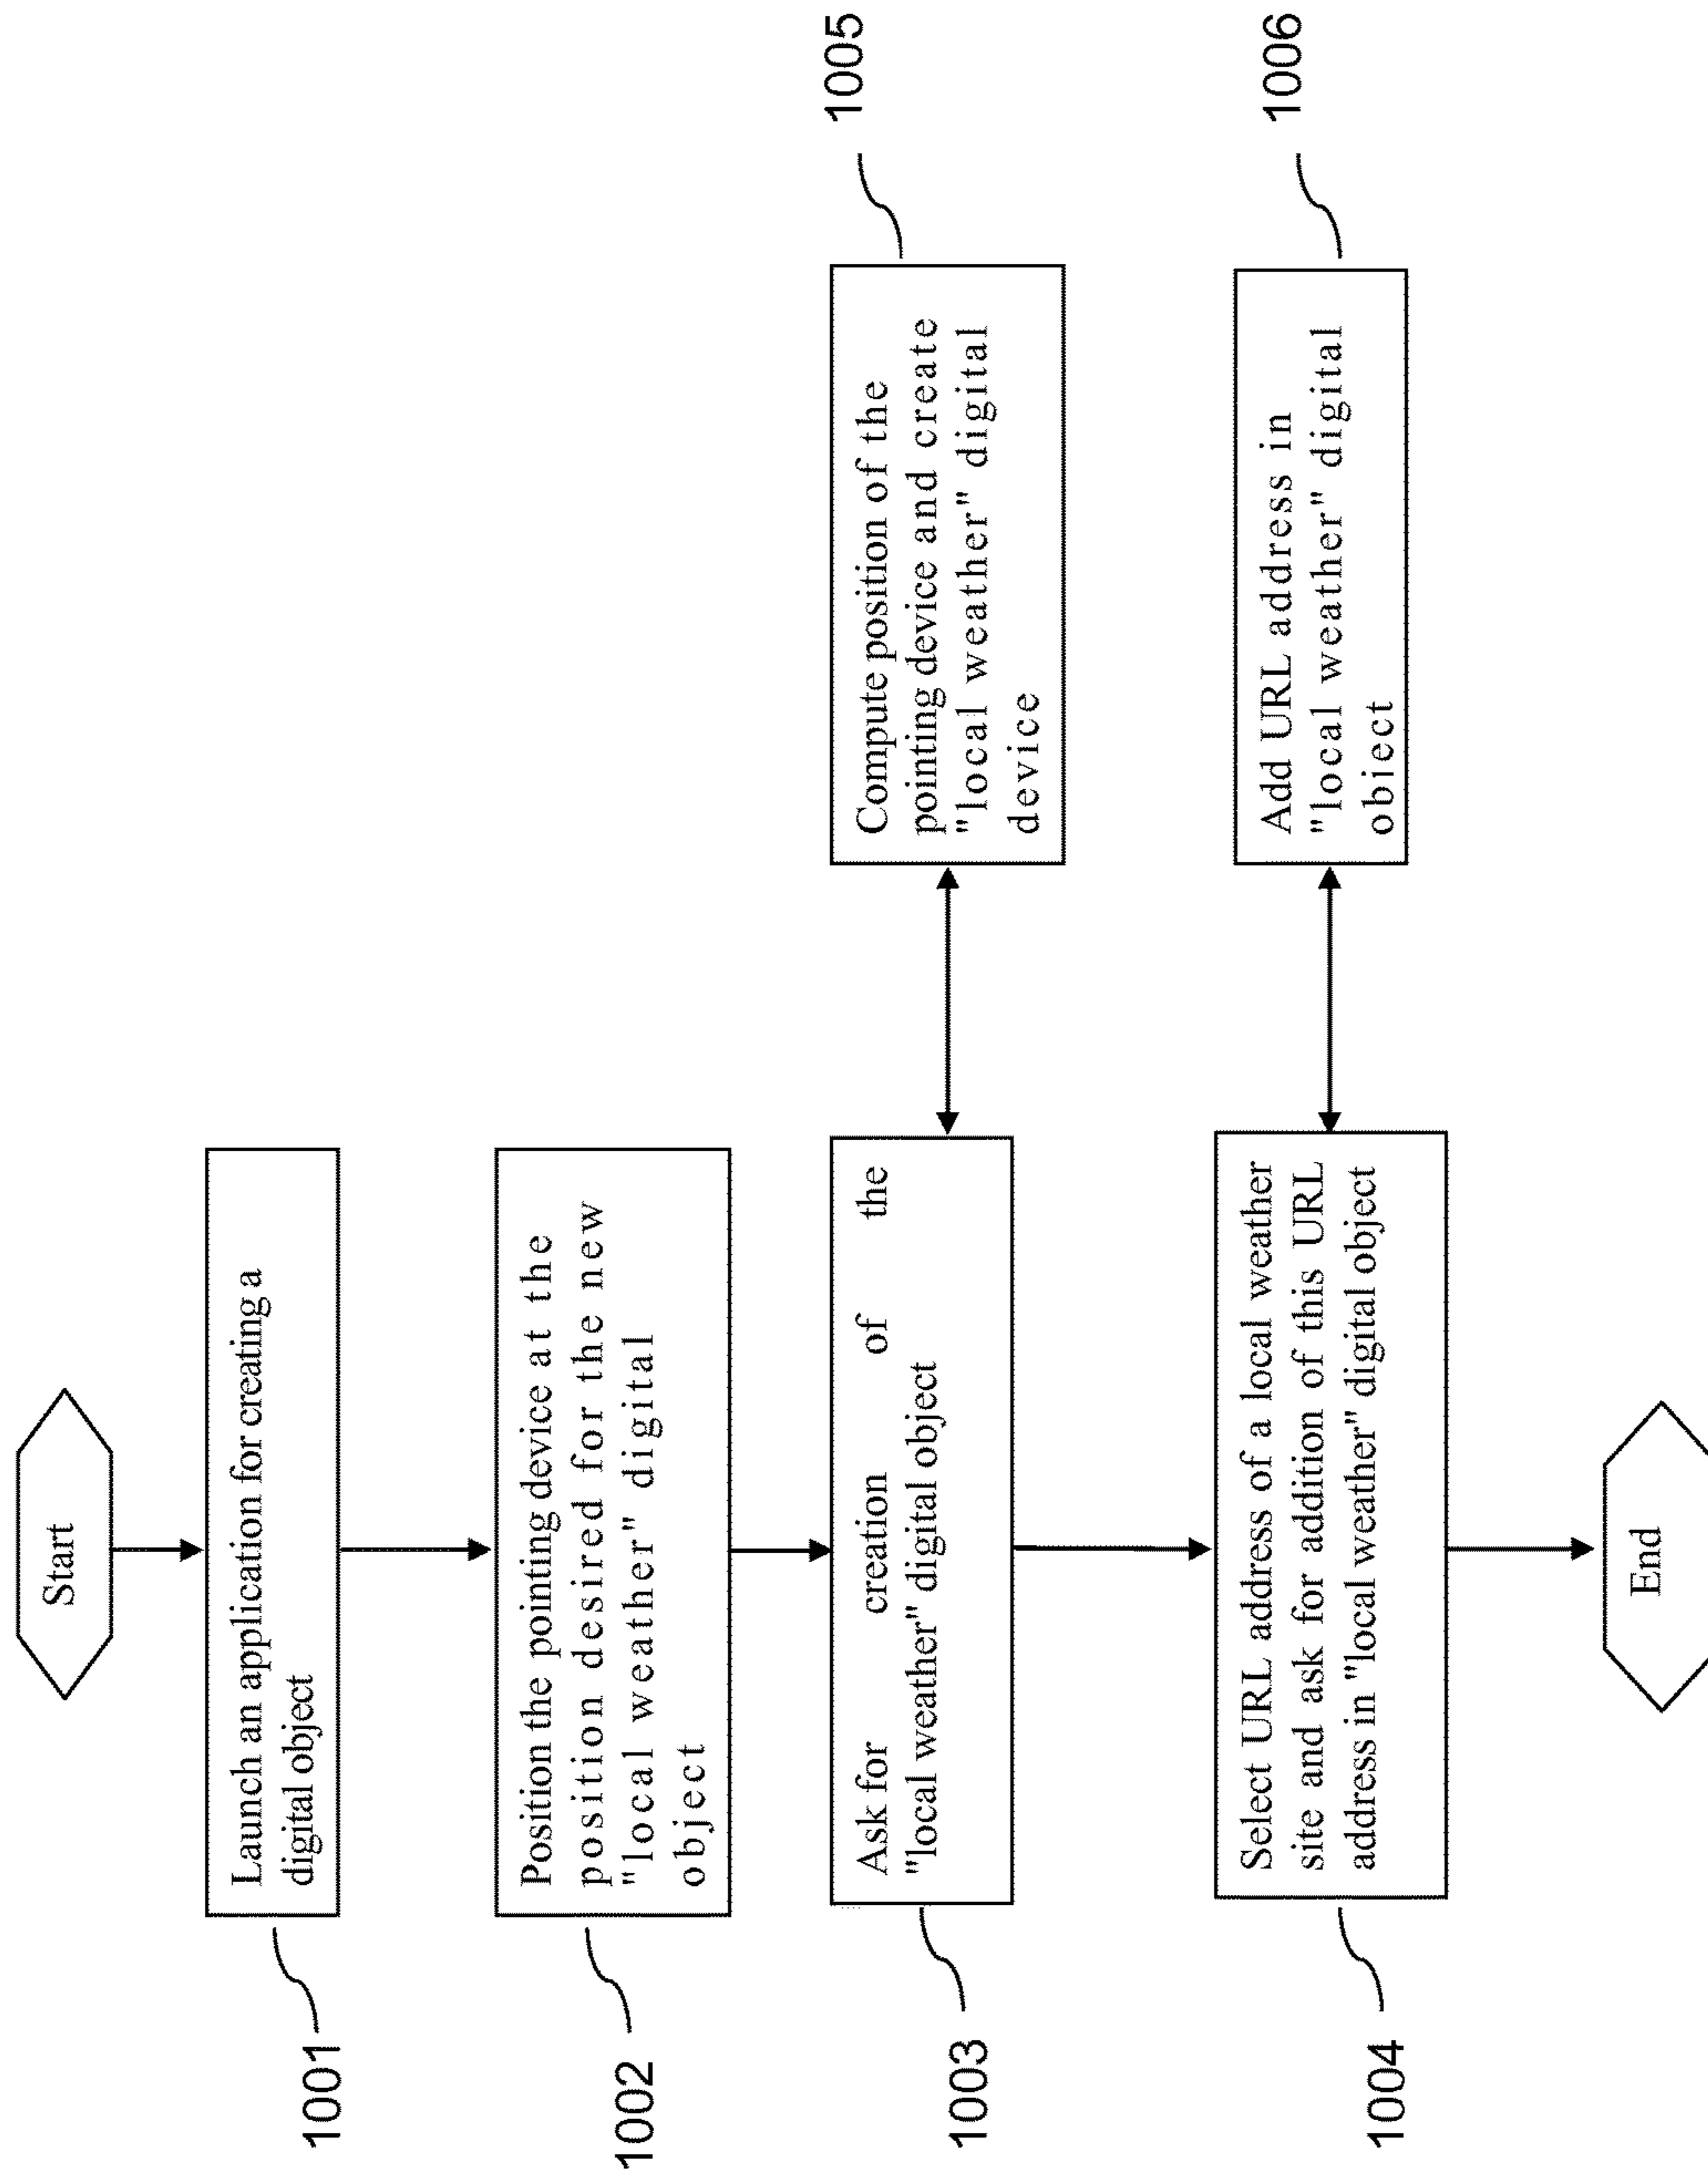 Start
Launch an application for creating a
digital object
1001
Position the pointing device at the
position desired for the new
"local weather" digital
object
1002
Ask for creation of the
"local weather" digital object
1003
Compute position of the
pointing device and create
"local weather" digital
device
1005
Select URL address of a local weather
site and ask for addition of this URL
address in "local weather" digital object
1004
Add URL address in
"local weather" digital
object
1006
End